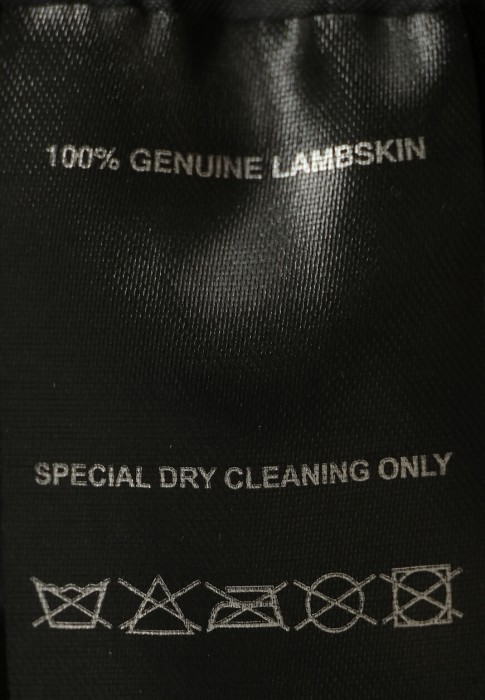 100% GENUINE LAMBSKIN
SPECIAL DRY CLEANING ONLY